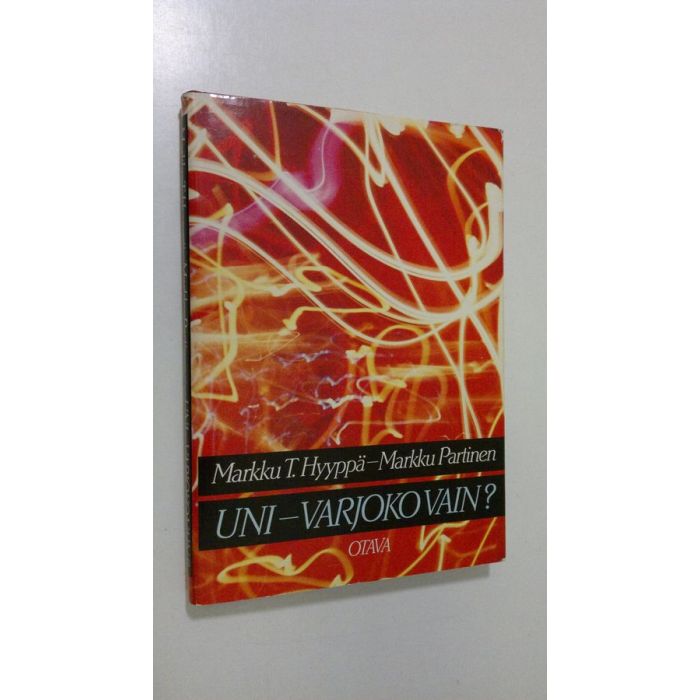 Markku T. Hyyppä – Markku Partinen
UNI – VARJOKO VAIN?
OTAVA